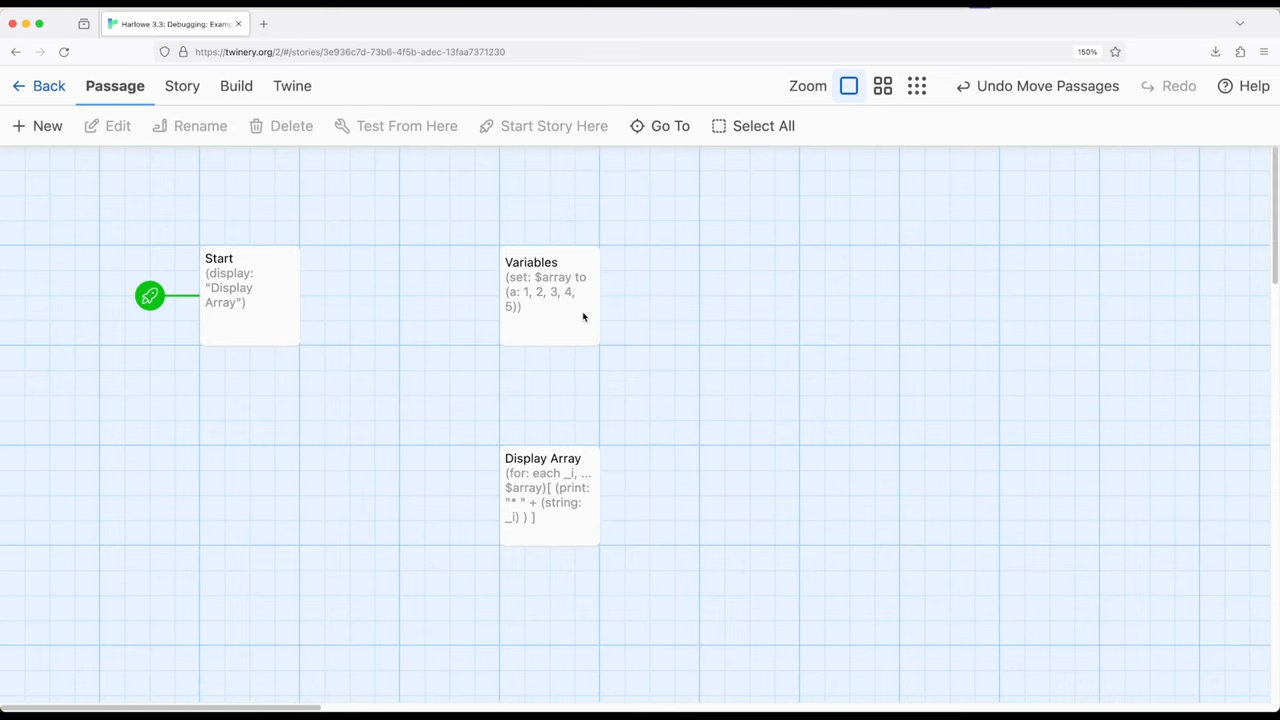 Harlowe 3.3: Debugging: Examp
https://twinery.org/2/#/stories/3e936c7d-73b6-4f5b-adec-13faa7371230
150%
Back Passage Story Build Twine Zoom Undo Move Passages Redo Help
New Edit Rename Delete Test From Here Start Story Here Go To Select All
Start
(display:
"Display
Array")
Variables
(set: $array to
(a: 1, 2, 3, 4,
5))
Display Array
(for: each _i, ...
$array)[ (print:
"* " + (string:
_i) ) ]